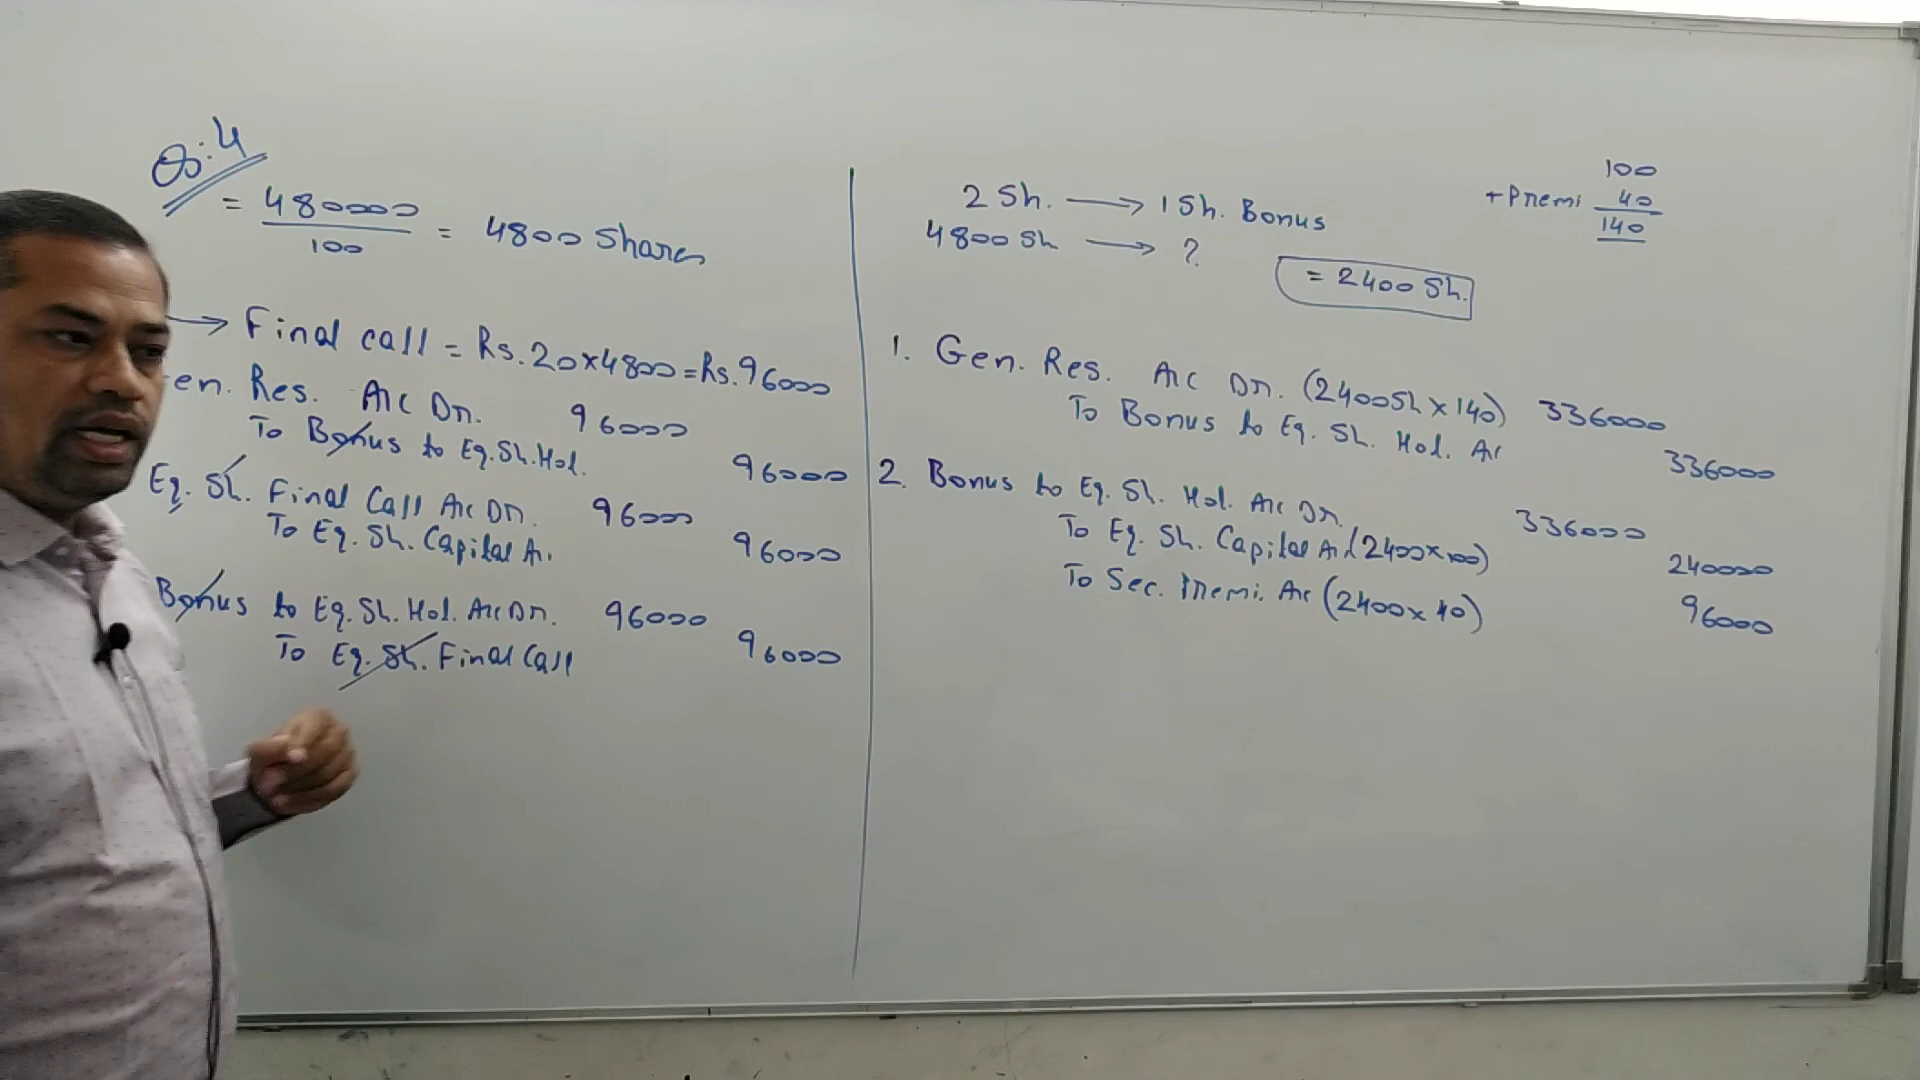 Q:4
= 480000 / 100 = 4800 Shares
→ Final call = Rs.20x4800=Rs.96000
en. Res. A/c Dr. 96000
To Bonus to Eq.Sh.Hol. 96000
Eq. Sh. Final Call A/c Dr. 96000
To Eq. Sh. Capital A/c 96000
Bonus to Eq. Sh. Hol. A/c Dr. 96000
To Eq. Sh. Final Call 96000
2 Sh. → 1 Sh. Bonus
4800 Sh → ?
= 2400 Sh.
100
+Premi 40
140
1. Gen. Res. A/c Dr. (2400Sh x 140) 336000
To Bonus to Eq. Sh. Hol. A/c 336000
2. Bonus to Eq. Sh. Hol. A/c Dr. 336000
To Eq. Sh. Capital A/c (2400x100) 240000
To Sec. Premi. A/c (2400x40) 96000